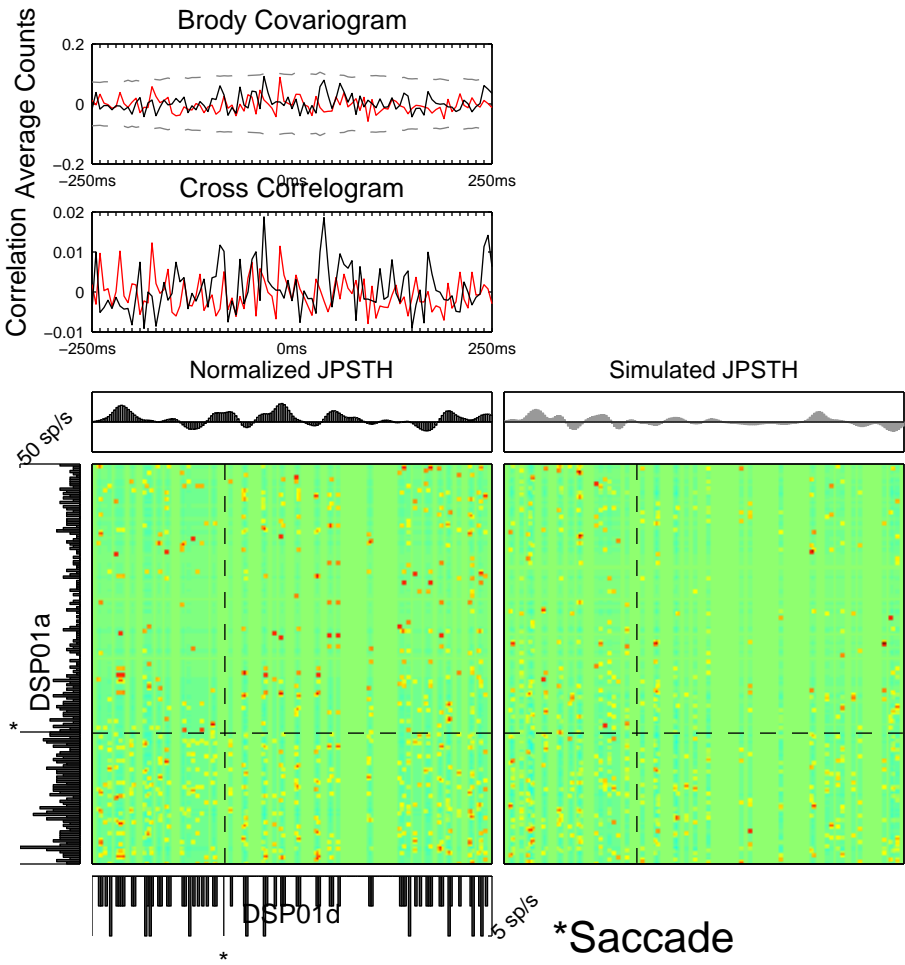 Brody Covariogram
Average Counts
0.2
0
−0.2
−250ms
0ms
250ms
Cross Correlogram
Correlation
0.02
0.01
0
−0.01
−250ms
0ms
250ms
Normalized JPSTH
Simulated JPSTH
50 sp/s
DSP01a
*
DSP01d
5 sp/s
*
*Saccade